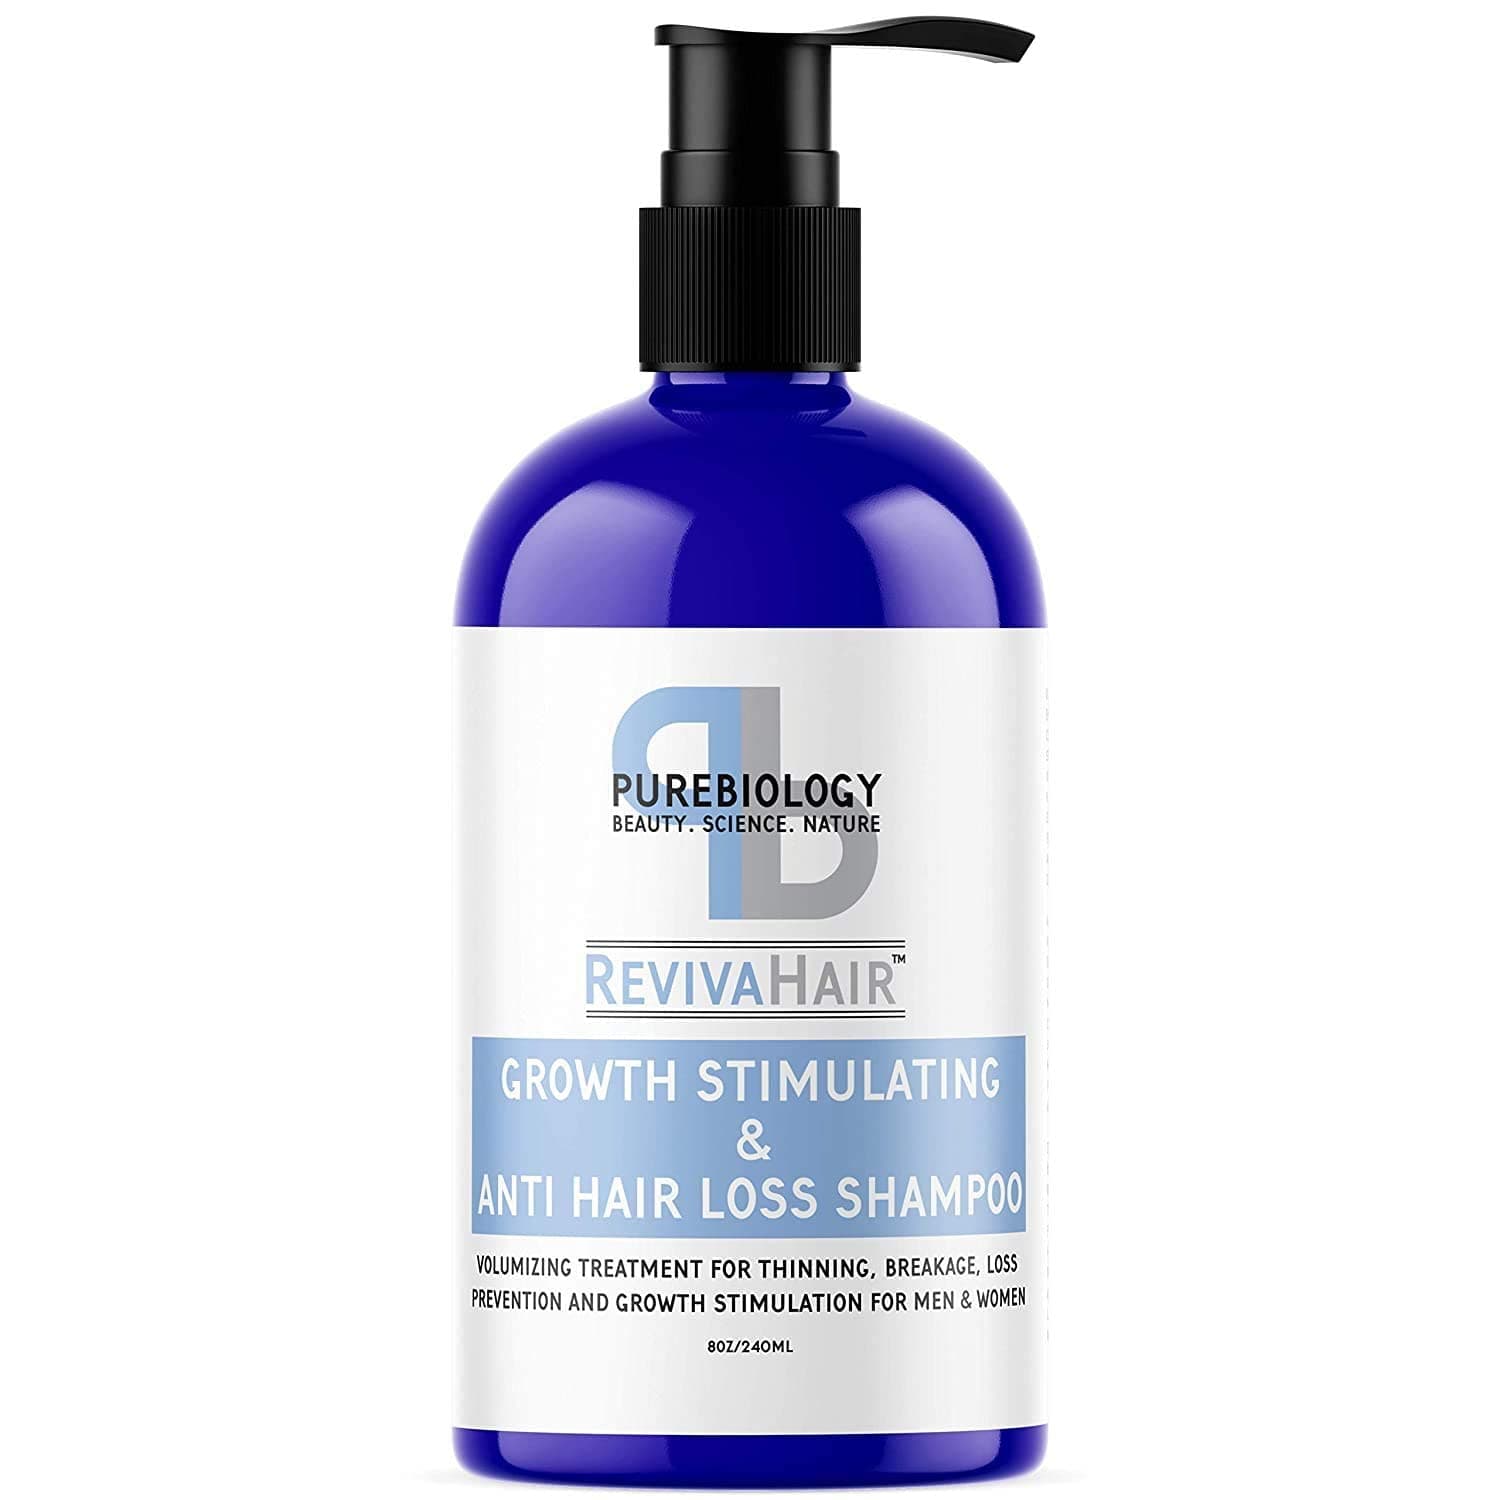 PUREBIOLOGY
BEAUTY. SCIENCE. NATURE
REVIVAHAIR™
GROWTH STIMULATING
&
ANTI HAIR LOSS SHAMPOO
VOLUMIZING TREATMENT FOR THINNING, BREAKAGE, LOSS
PREVENTION AND GROWTH STIMULATION FOR MEN & WOMEN
8OZ/240ML